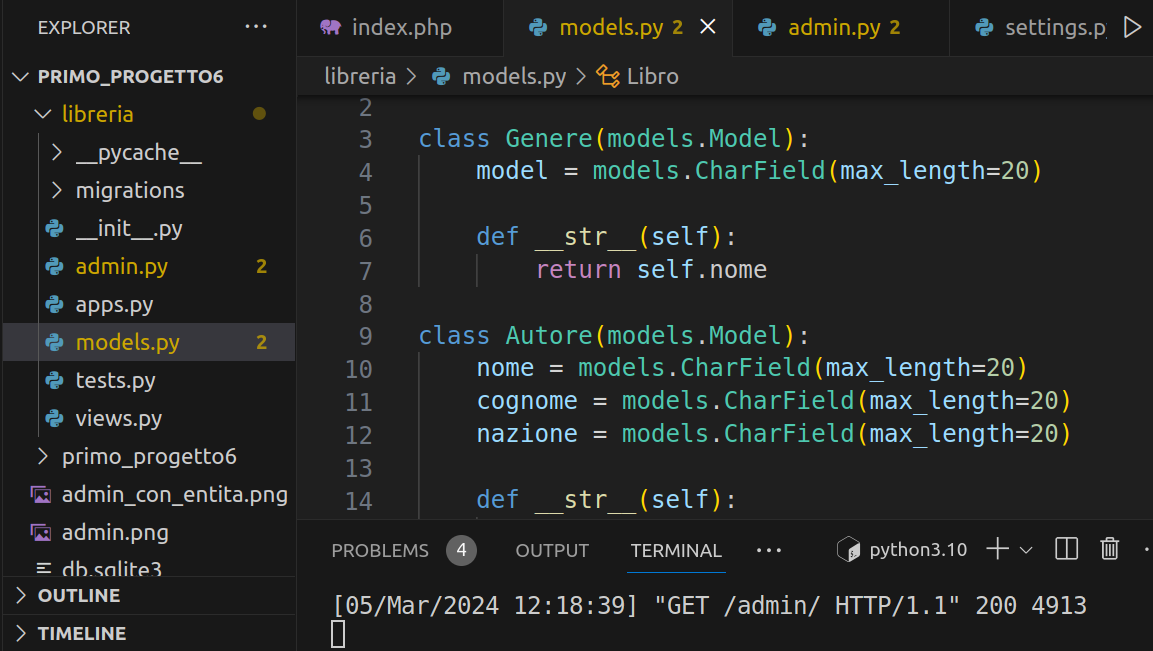 EXPLORER ···
PRIMO_PROGETTO6
libreria
__pycache__
migrations
__init__.py
admin.py 2
apps.py
models.py 2
tests.py
views.py
primo_progetto6
admin_con_entita.png
admin.png
db.sqlite3
OUTLINE
TIMELINE
index.php models.py 2 admin.py 2 settings.py
libreria > models.py > Libro
2
3 class Genere(models.Model):
4     model = models.CharField(max_length=20)
5
6     def __str__(self):
7         return self.nome
8
9 class Autore(models.Model):
10     nome = models.CharField(max_length=20)
11     cognome = models.CharField(max_length=20)
12     nazione = models.CharField(max_length=20)
13
14     def __str__(self):
PROBLEMS 4 OUTPUT TERMINAL ··· python3.10
[05/Mar/2024 12:18:39] "GET /admin/ HTTP/1.1" 200 4913